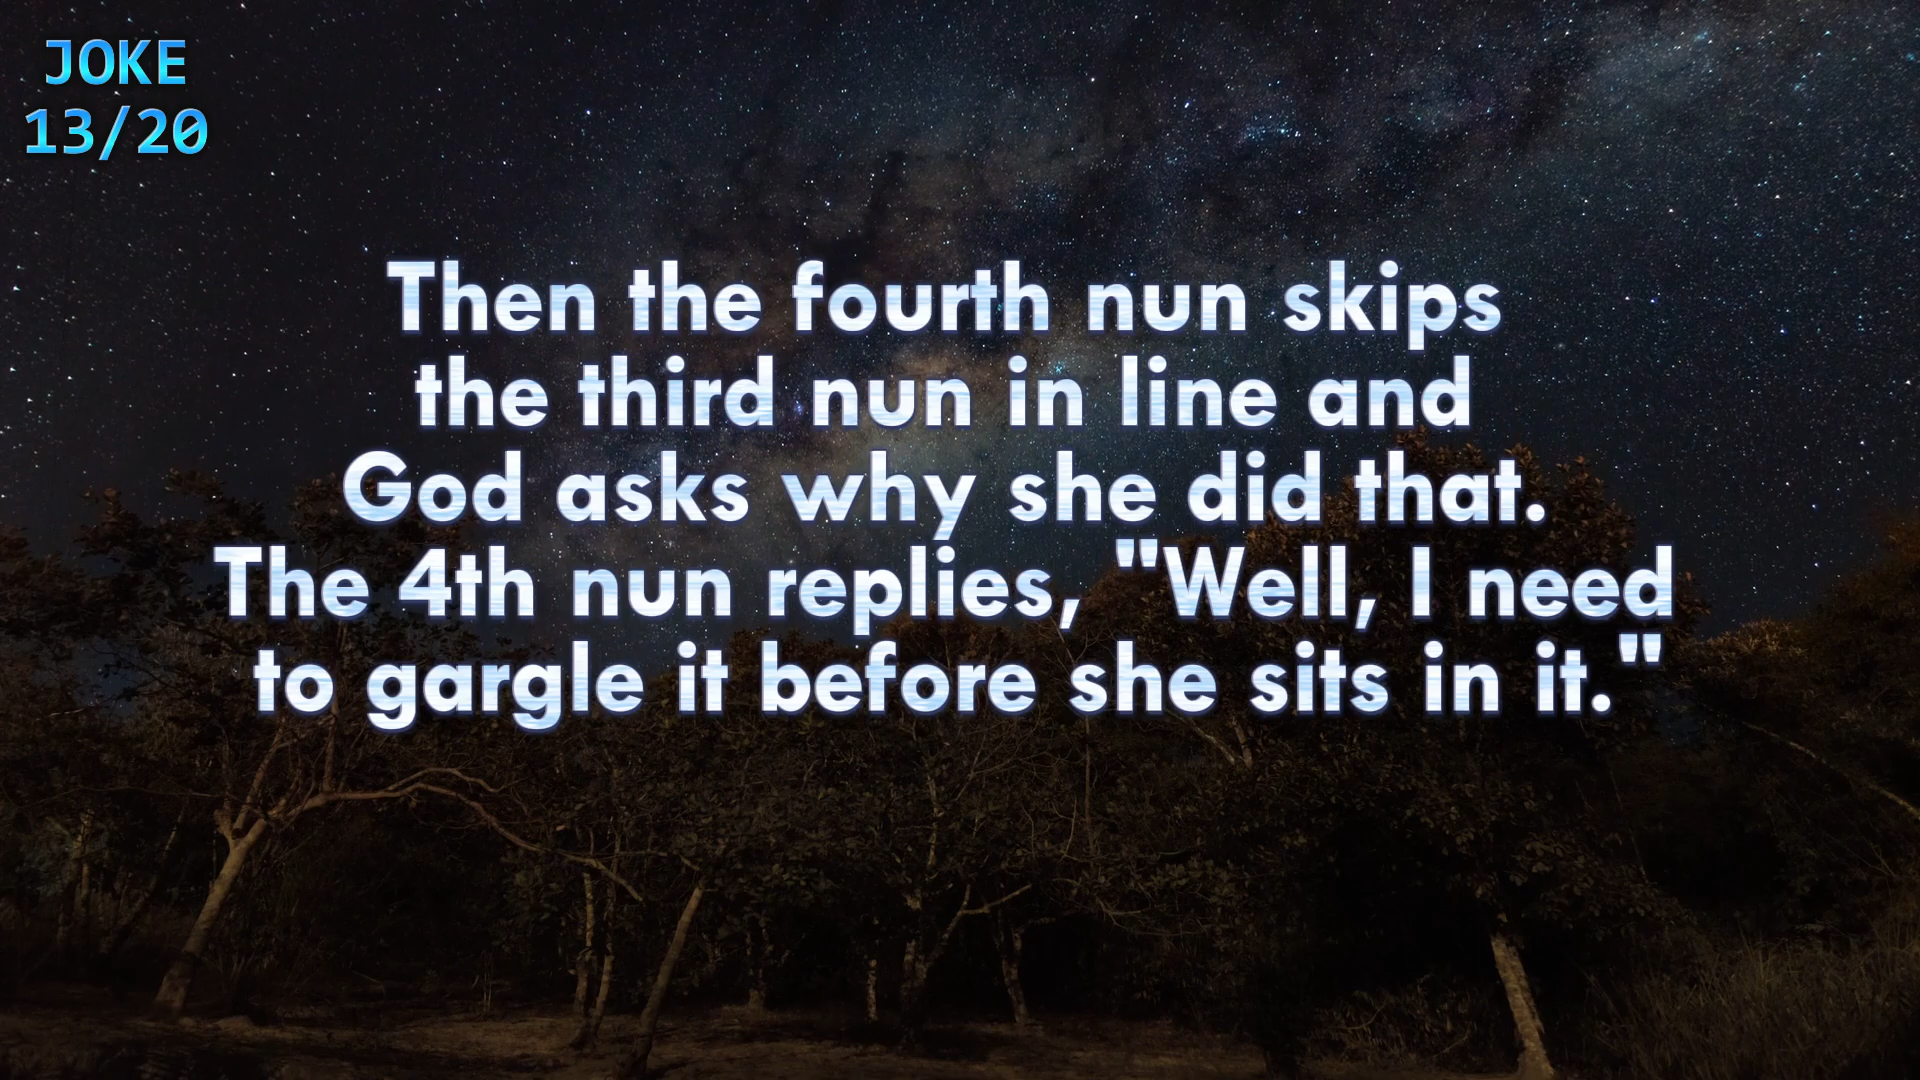 JOKE
13/20
Then the fourth nun skips
the third nun in line and
God asks why she did that.
The 4th nun replies, "Well, I need
to gargle it before she sits in it."